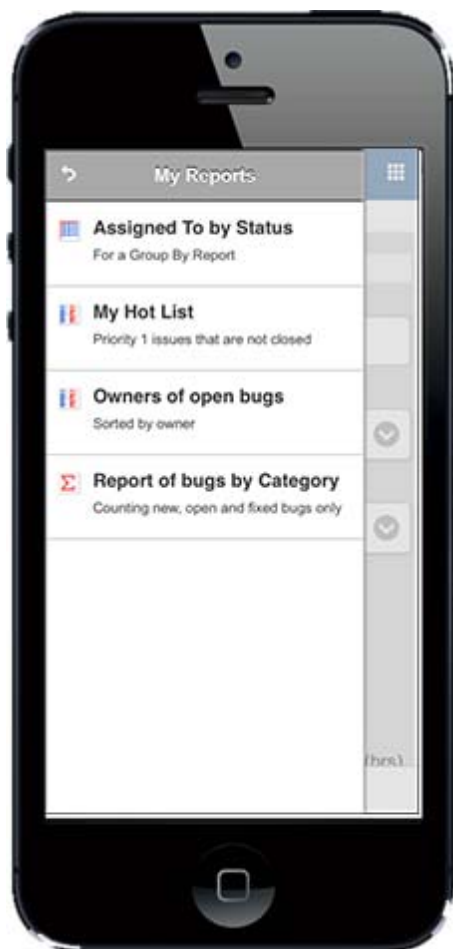 My Reports
Assigned To by Status
For a Group By Report
My Hot List
Priority 1 issues that are not closed
Owners of open bugs
Sorted by owner
Report of bugs by Category
Counting new, open and fixed bugs only
(hrs)